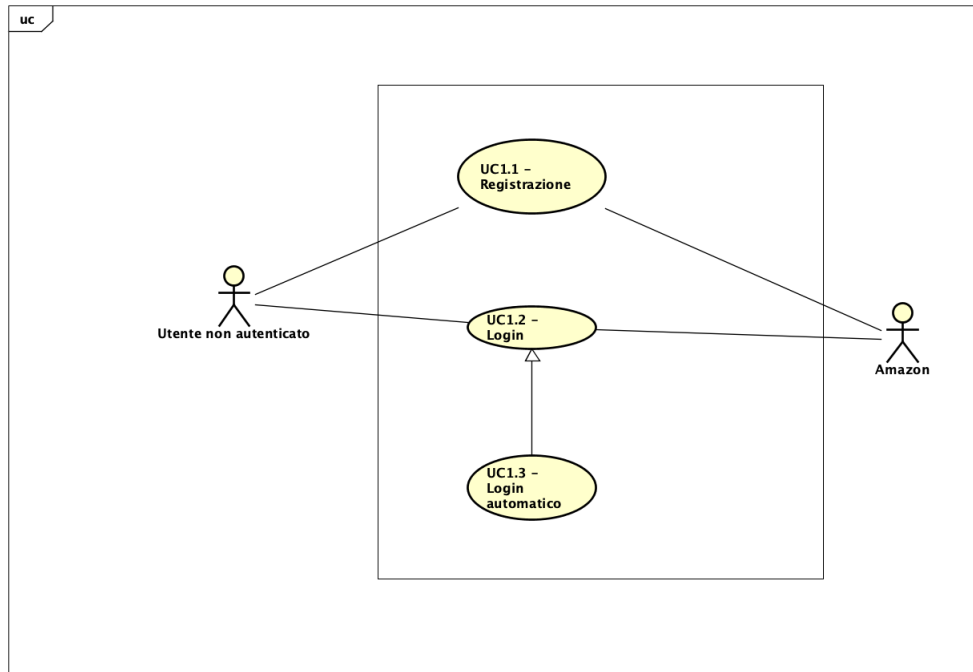 uc
UC1.1 –
Registrazione
Utente non autenticato
UC1.2 –
Login
Amazon
UC1.3 –
Login
automatico